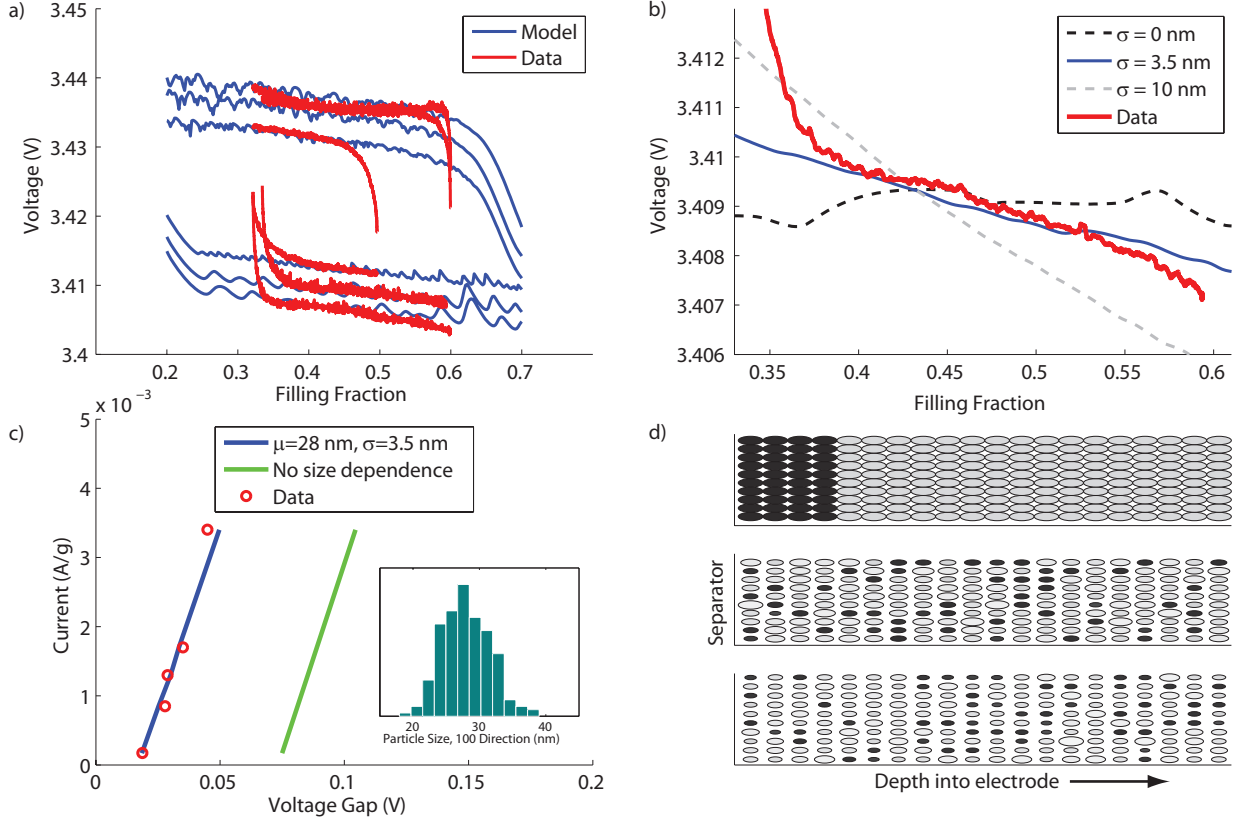 a)
Model
Data
3.45
3.44
3.43
3.42
3.41
3.4
Voltage (V)
0
0.1
0.2
0.3
0.4
0.5
0.6
0.7
Filling Fraction
b)
σ = 0 nm
σ = 3.5 nm
σ = 10 nm
Data
3.412
3.411
3.41
3.409
3.408
3.407
3.406
Voltage (V)
0.35
0.4
0.45
0.5
0.55
0.6
Filling Fraction
c)
x 10⁻³
μ=28 nm, σ=3.5 nm
No size dependence
Data
5
4
3
2
1
0
Current (A/g)
0
0.05
0.1
0.15
0.2
Voltage Gap (V)
20
30
40
Particle Size, 100 Direction (nm)
d)
Separator
Depth into electrode